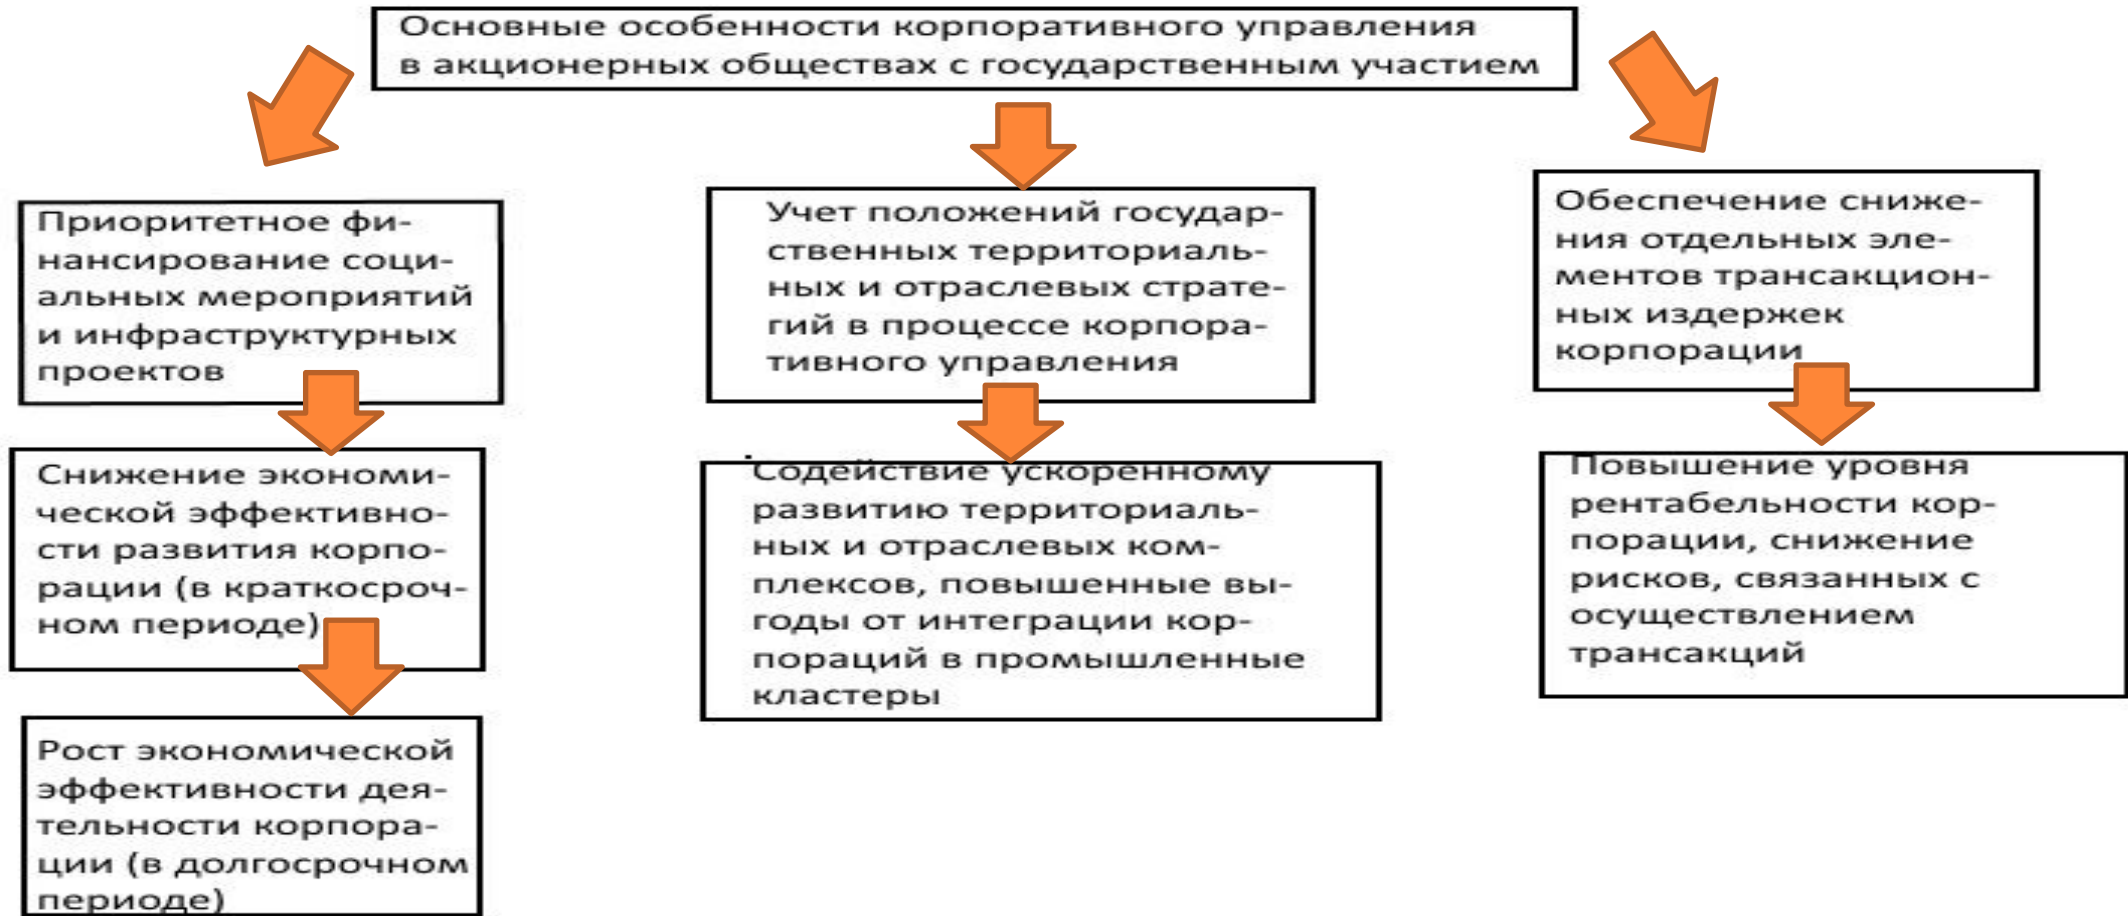 Основные особенности корпоративного управления
в акционерных обществах с государственным участием
Приоритетное фи-
нансирование соци-
альных мероприятий
и инфраструктурных
проектов
Снижение экономи-
ческой эффективно-
сти развития корпо-
рации (в краткосроч-
ном периоде)
Рост экономической
эффективности дея-
тельности корпора-
ции (в долгосрочном
периоде)
Учет положений государ-
ственных территориаль-
ных и отраслевых страте-
гий в процессе корпора-
тивного управления
Содействие ускоренному
развитию территориаль-
ных и отраслевых ком-
плексов, повышенные вы-
годы от интеграции кор-
пораций в промышленные
кластеры
Обеспечение сниже-
ния отдельных эле-
ментов трансакцион-
ных издержек
корпорации
Повышение уровня
рентабельности кор-
порации, снижение
рисков, связанных с
осуществлением
трансакций